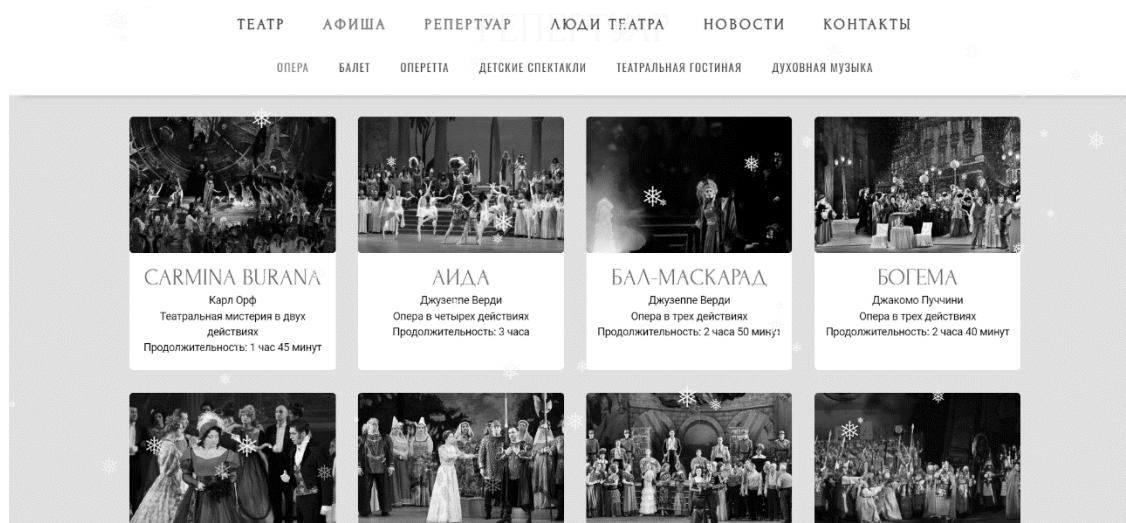 ТЕАТР АФИША РЕПЕРТУАР ЛЮДИ ТЕАТРА НОВОСТИ КОНТАКТЫ
РЕПЕРТУАР
ОПЕРА БАЛЕТ ОПЕРЕТТА ДЕТСКИЕ СПЕКТАКЛИ ТЕАТРАЛЬНАЯ ГОСТИНАЯ ДУХОВНАЯ МУЗЫКА
CARMINA BURANA
Карл Орф
Театральная мистерия в двух
действиях
Продолжительность: 1 час 45 минут
АИДА
Джузеппе Верди
Опера в четырех действиях
Продолжительность: 3 часа
БАЛ-МАСКАРАД
Джузеппе Верди
Опера в трех действиях
Продолжительность: 2 часа 50 минут
БОГЕМА
Джакомо Пуччини
Опера в трех действиях
Продолжительность: 2 часа 40 минут